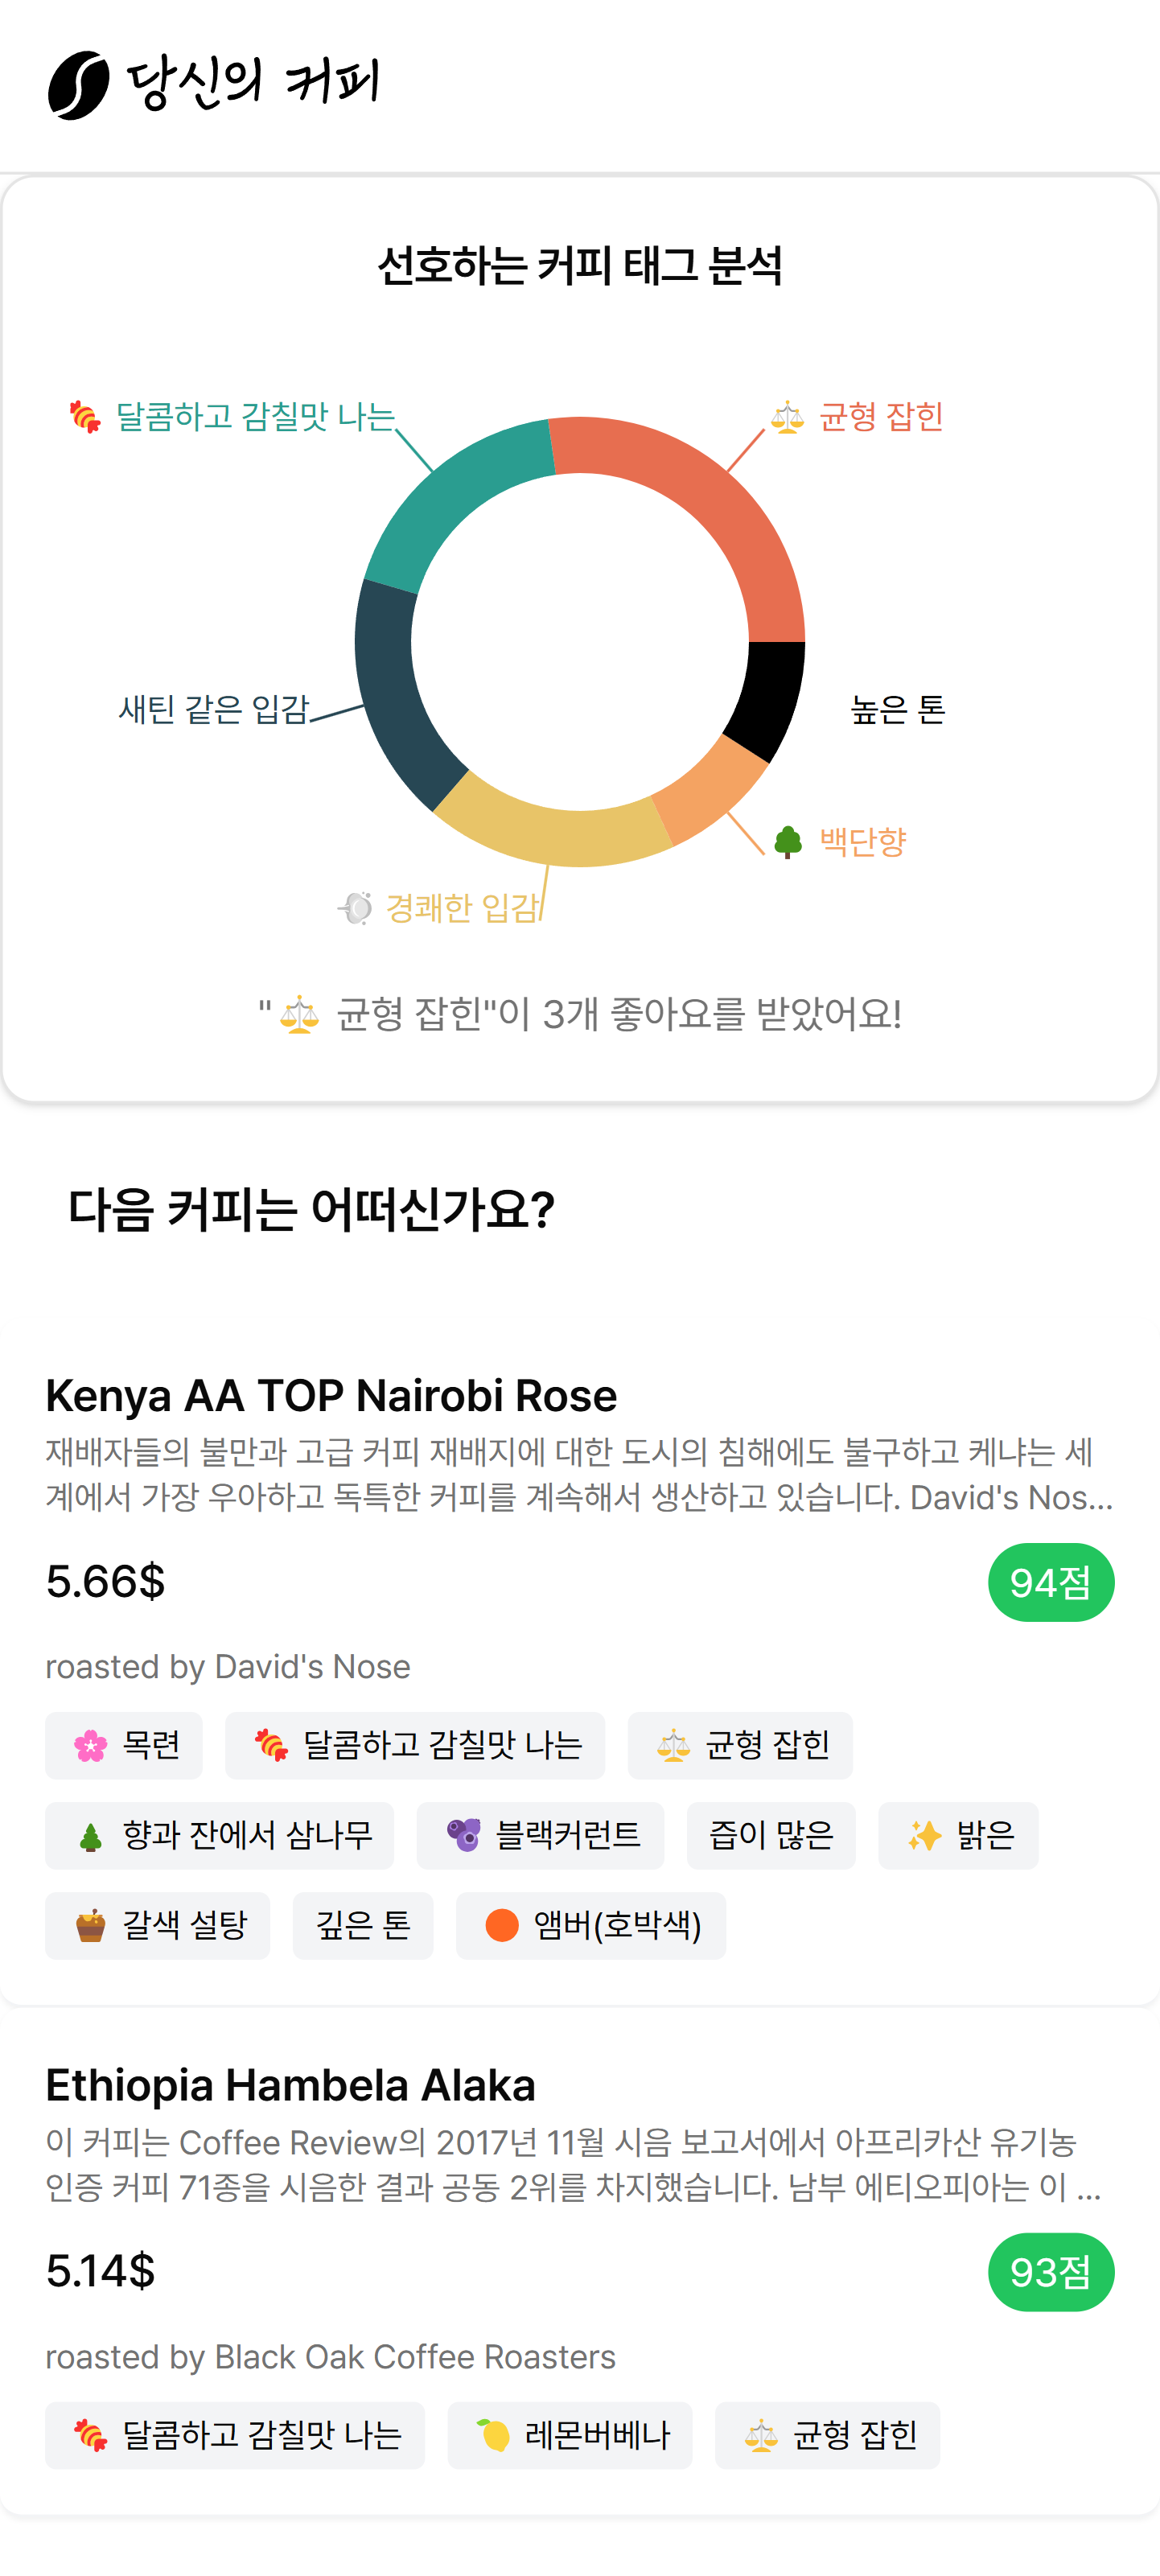 당신의 커피
선호하는 커피 태그 분석
🍖 달콤하고 감칠맛 나는
⚖️ 균형 잡힌
새틴 같은 입감
높은 톤
🌳 백단향
💨 경쾌한 입감
"⚖️ 균형 잡힌"이 3개 좋아요를 받았어요!
다음 커피는 어떠신가요?
Kenya AA TOP Nairobi Rose
재배자들의 불만과 고급 커피 재배지에 대한 도시의 침해에도 불구하고 케냐는 세
계에서 가장 우아하고 독특한 커피를 계속해서 생산하고 있습니다. David's Nos...
5.66$
94점
roasted by David's Nose
🌸 목련
🍖 달콤하고 감칠맛 나는
⚖️ 균형 잡힌
🌲 향과 잔에서 삼나무
🫐 블랙커런트
즙이 많은
✨ 밝은
🍯 갈색 설탕
깊은 톤
🟠 앰버(호박색)
Ethiopia Hambela Alaka
이 커피는 Coffee Review의 2017년 11월 시음 보고서에서 아프리카산 유기농
인증 커피 71종을 시음한 결과 공동 2위를 차지했습니다. 남부 에티오피아는 이 ...
5.14$
93점
roasted by Black Oak Coffee Roasters
🍖 달콤하고 감칠맛 나는
🍋 레몬버베나
⚖️ 균형 잡힌